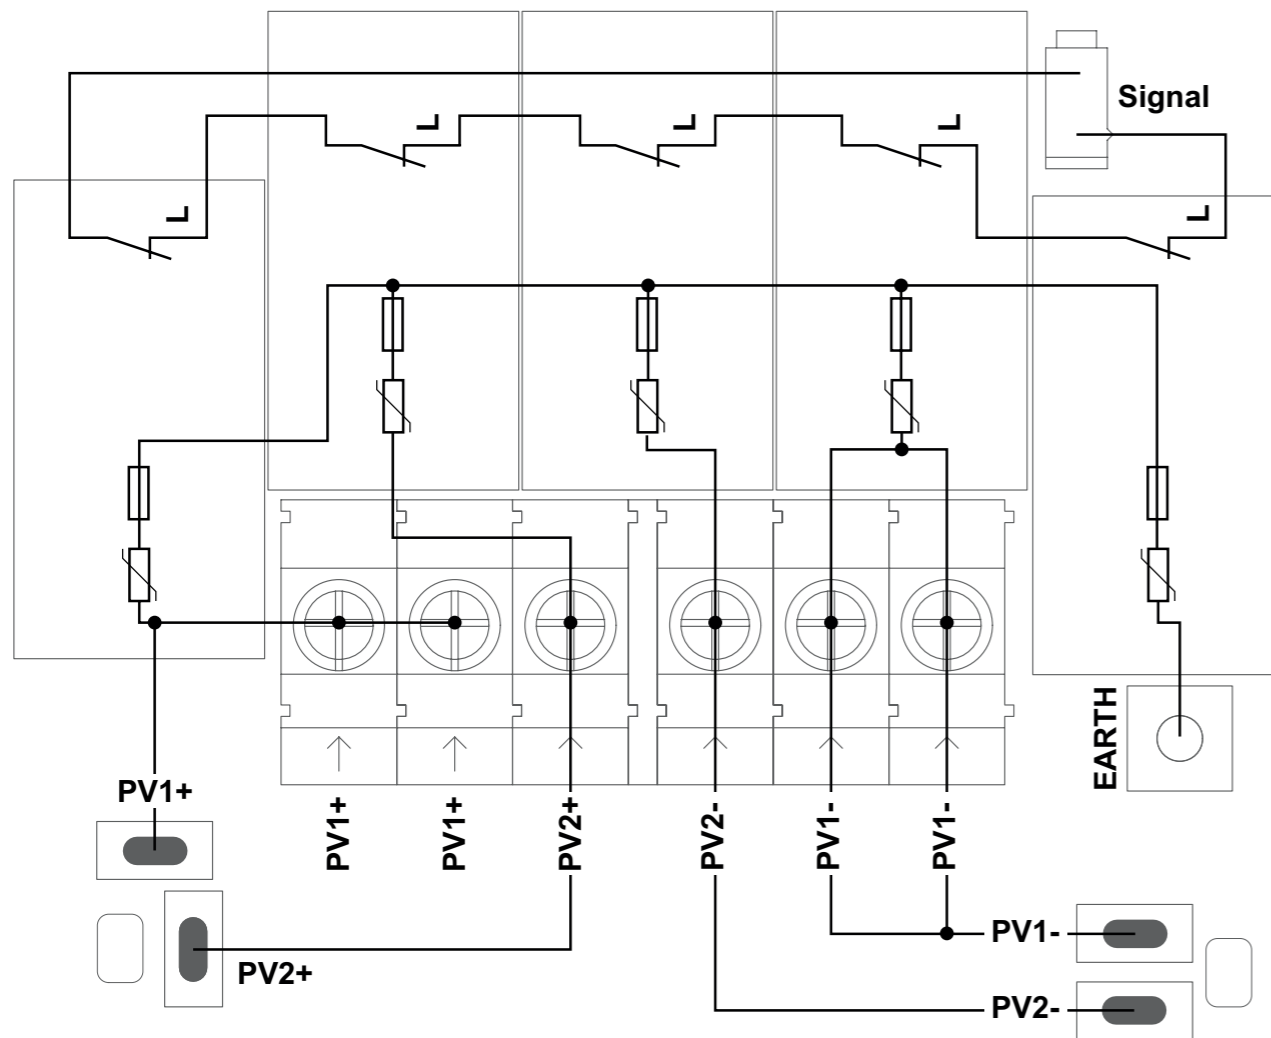 Signal
L
L
L
L
L
EARTH
PV1+
PV1+
PV1+
PV2+
PV2-
PV1-
PV1-
PV1-
PV2+
PV2-